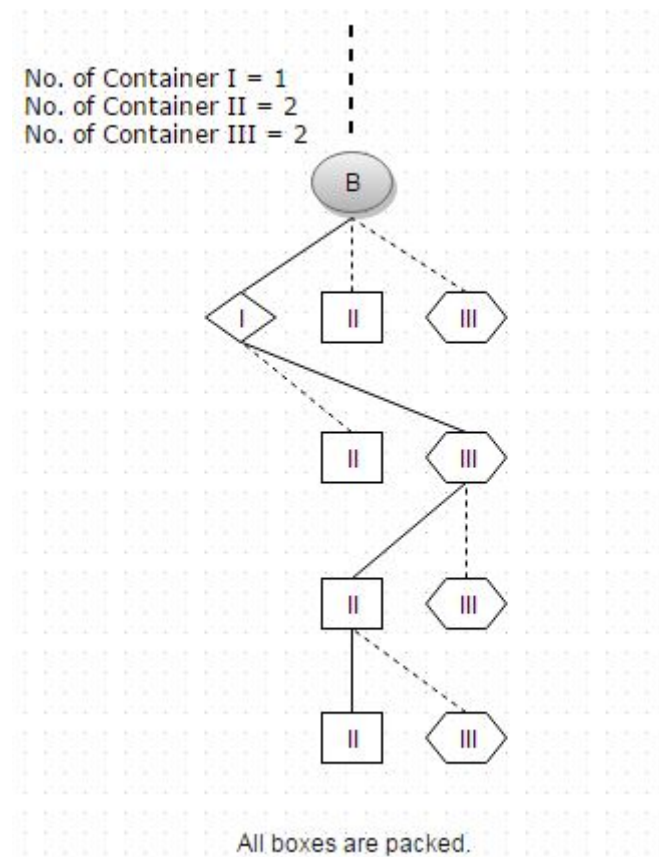 No. of Container I = 1
No. of Container II = 2
No. of Container III = 2
B
I II III
II III
II III
II III
All boxes are packed.